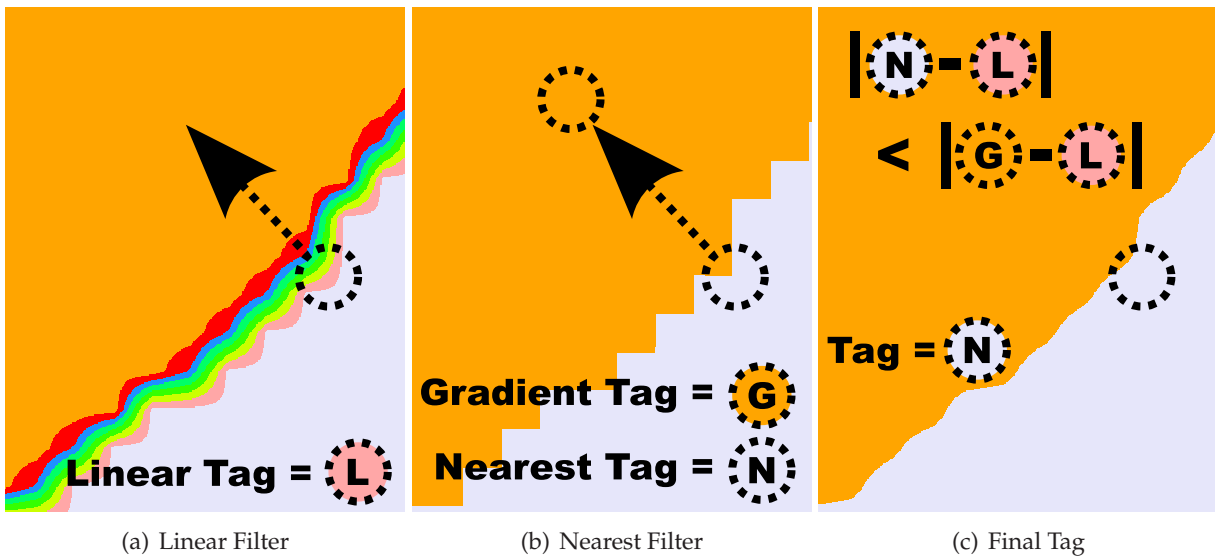 Linear Tag = L
Gradient Tag = G
Nearest Tag = N
|N-L|
< |G-L|
Tag = N
(a) Linear Filter
(b) Nearest Filter
(c) Final Tag